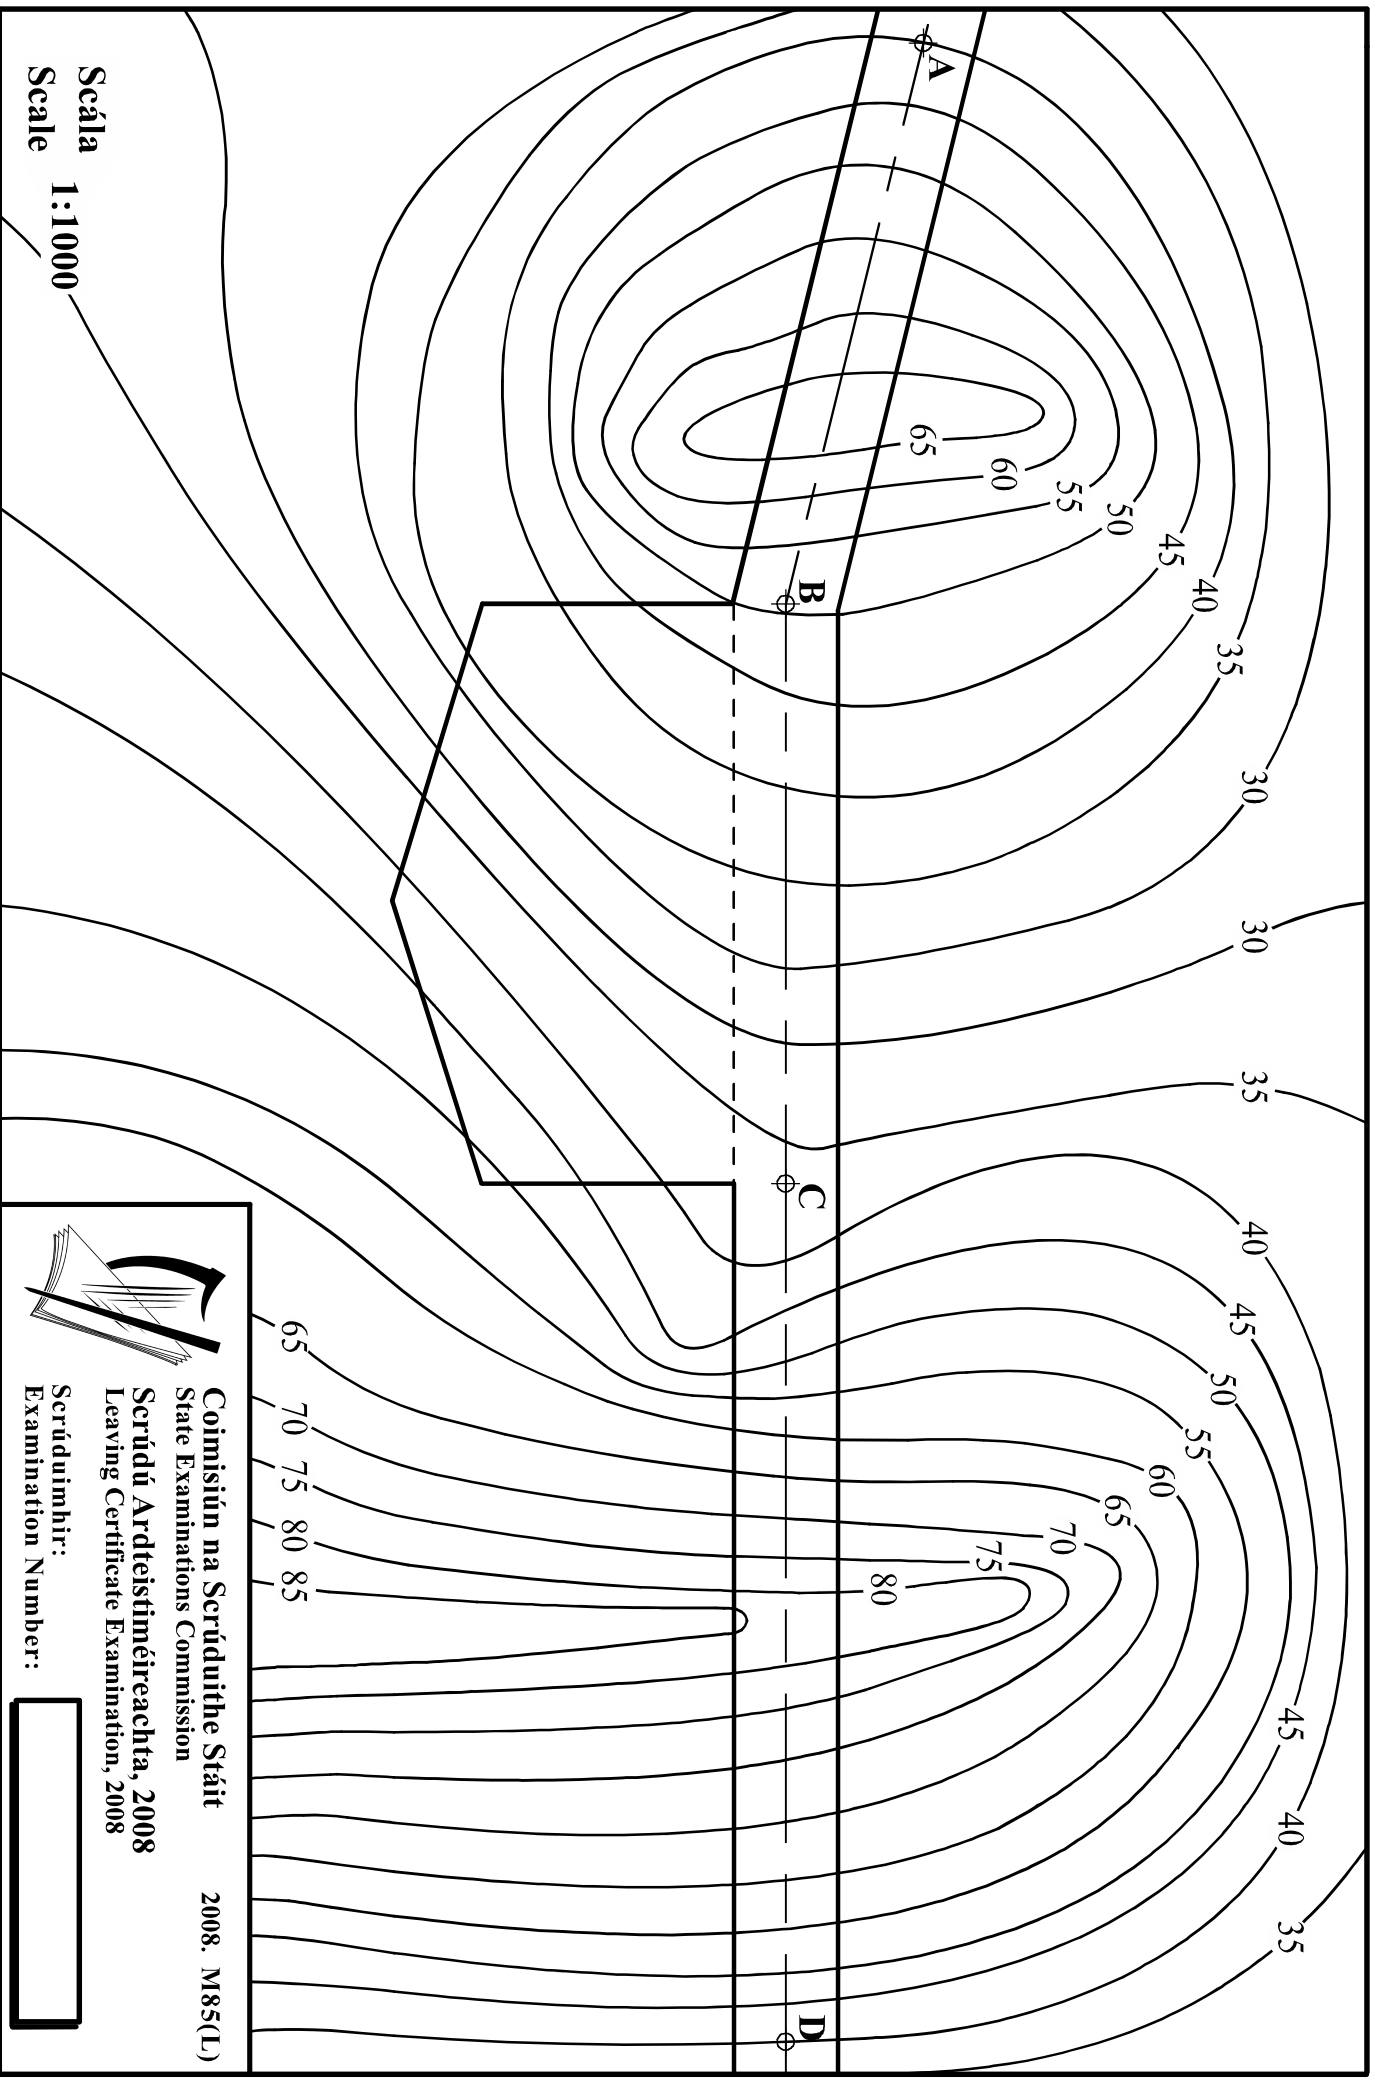 A
B
C
D
65
60
55
50
45
40
35
30
30
35
40
45
50
55
60
65
70
75
80
45
40
35
65
70
75
80
85
Scála
Scale 1:1000
Coimisiún na Scrúduithe Stáit
State Examinations Commission
2008. M85(L)
Scrúdú Ardteistiméireachta, 2008
Leaving Certificate Examination, 2008
Scrúduimhir:
Examination Number: